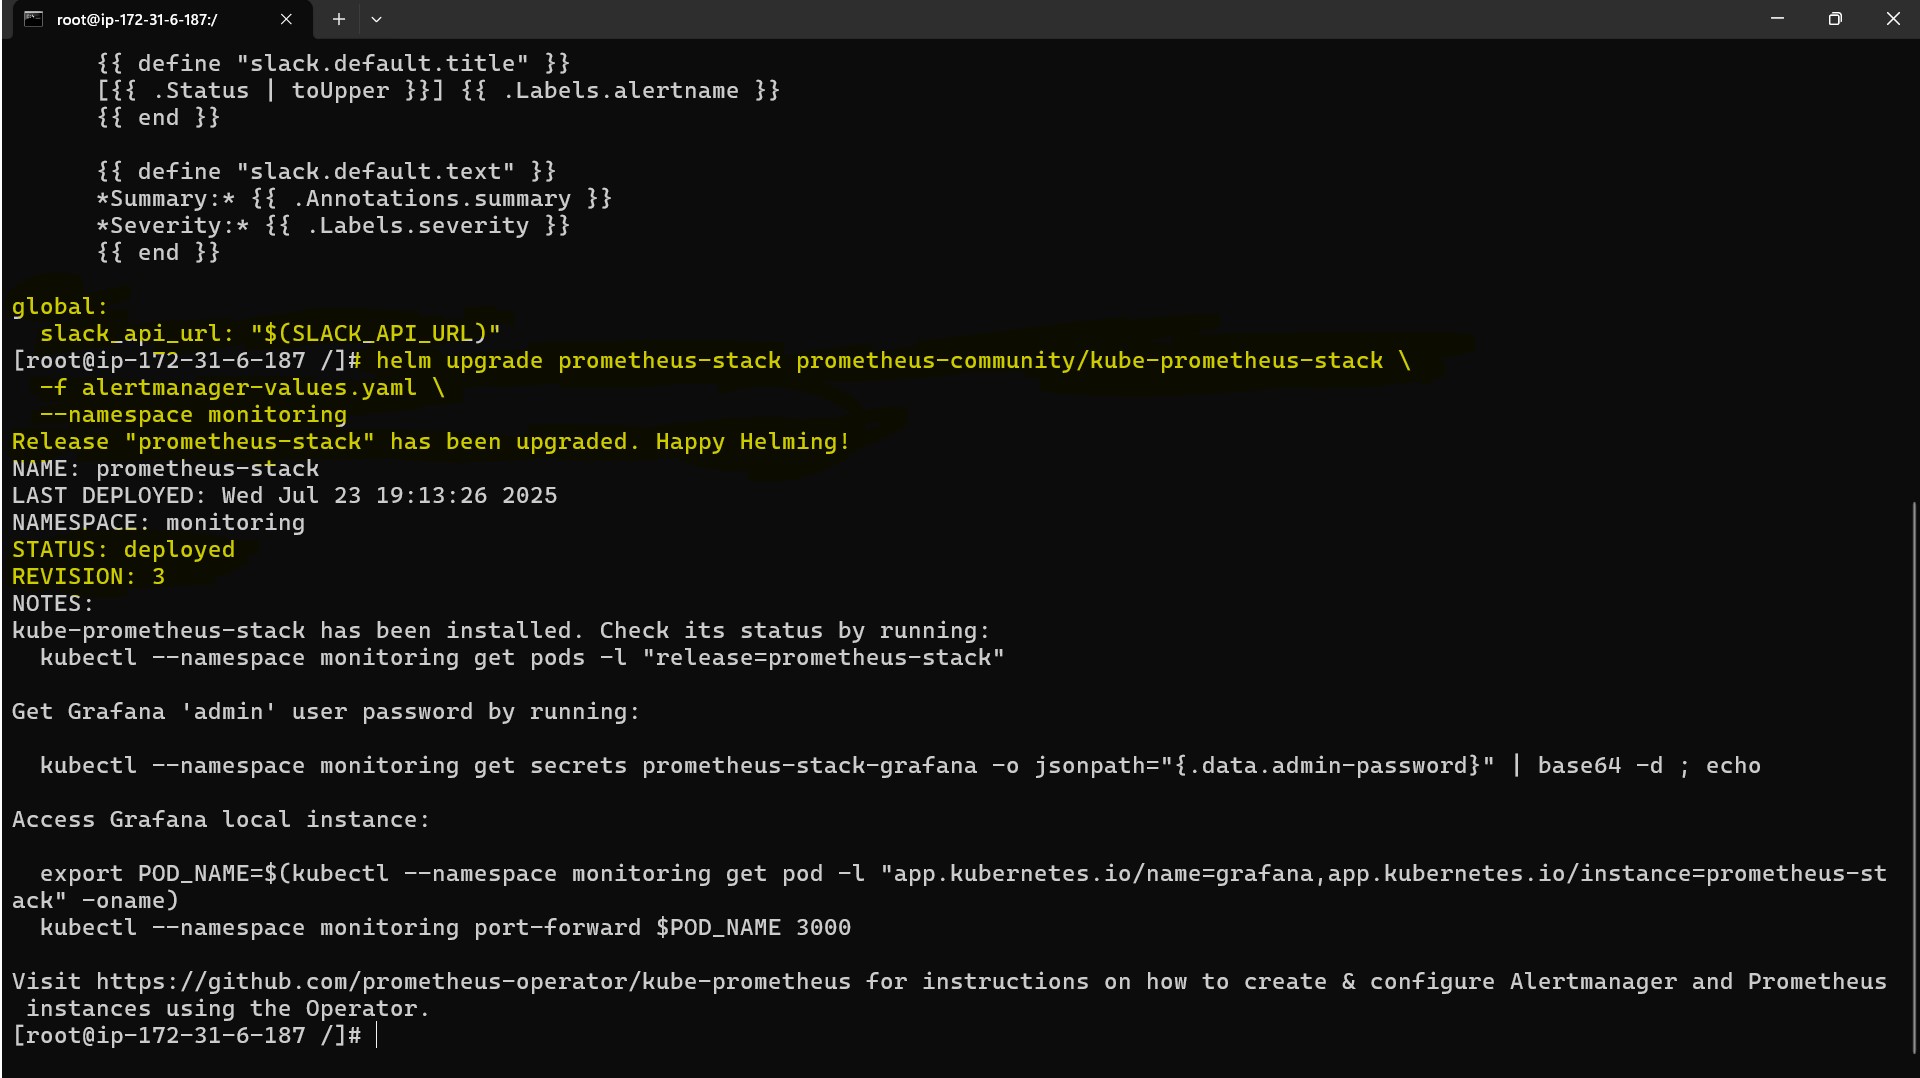 root@ip-172-31-6-187:/
{{ define "slack.default.title" }}
[{{ .Status | toUpper }}] {{ .Labels.alertname }}
{{ end }}
{{ define "slack.default.text" }}
*Summary:* {{ .Annotations.summary }}
*Severity:* {{ .Labels.severity }}
{{ end }}
global:
slack_api_url: "$(SLACK_API_URL)"
[root@ip-172-31-6-187 /]# helm upgrade prometheus-stack prometheus-community/kube-prometheus-stack \
-f alertmanager-values.yaml \
--namespace monitoring
Release "prometheus-stack" has been upgraded. Happy Helming!
NAME: prometheus-stack
LAST DEPLOYED: Wed Jul 23 19:13:26 2025
NAMESPACE: monitoring
STATUS: deployed
REVISION: 3
NOTES:
kube-prometheus-stack has been installed. Check its status by running:
kubectl --namespace monitoring get pods -l "release=prometheus-stack"
Get Grafana 'admin' user password by running:
kubectl --namespace monitoring get secrets prometheus-stack-grafana -o jsonpath="{.data.admin-password}" | base64 -d ; echo
Access Grafana local instance:
export POD_NAME=$(kubectl --namespace monitoring get pod -l "app.kubernetes.io/name=grafana,app.kubernetes.io/instance=prometheus-st
ack" -oname)
kubectl --namespace monitoring port-forward $POD_NAME 3000
Visit https://github.com/prometheus-operator/kube-prometheus for instructions on how to create & configure Alertmanager and Prometheus
instances using the Operator.
[root@ip-172-31-6-187 /]#